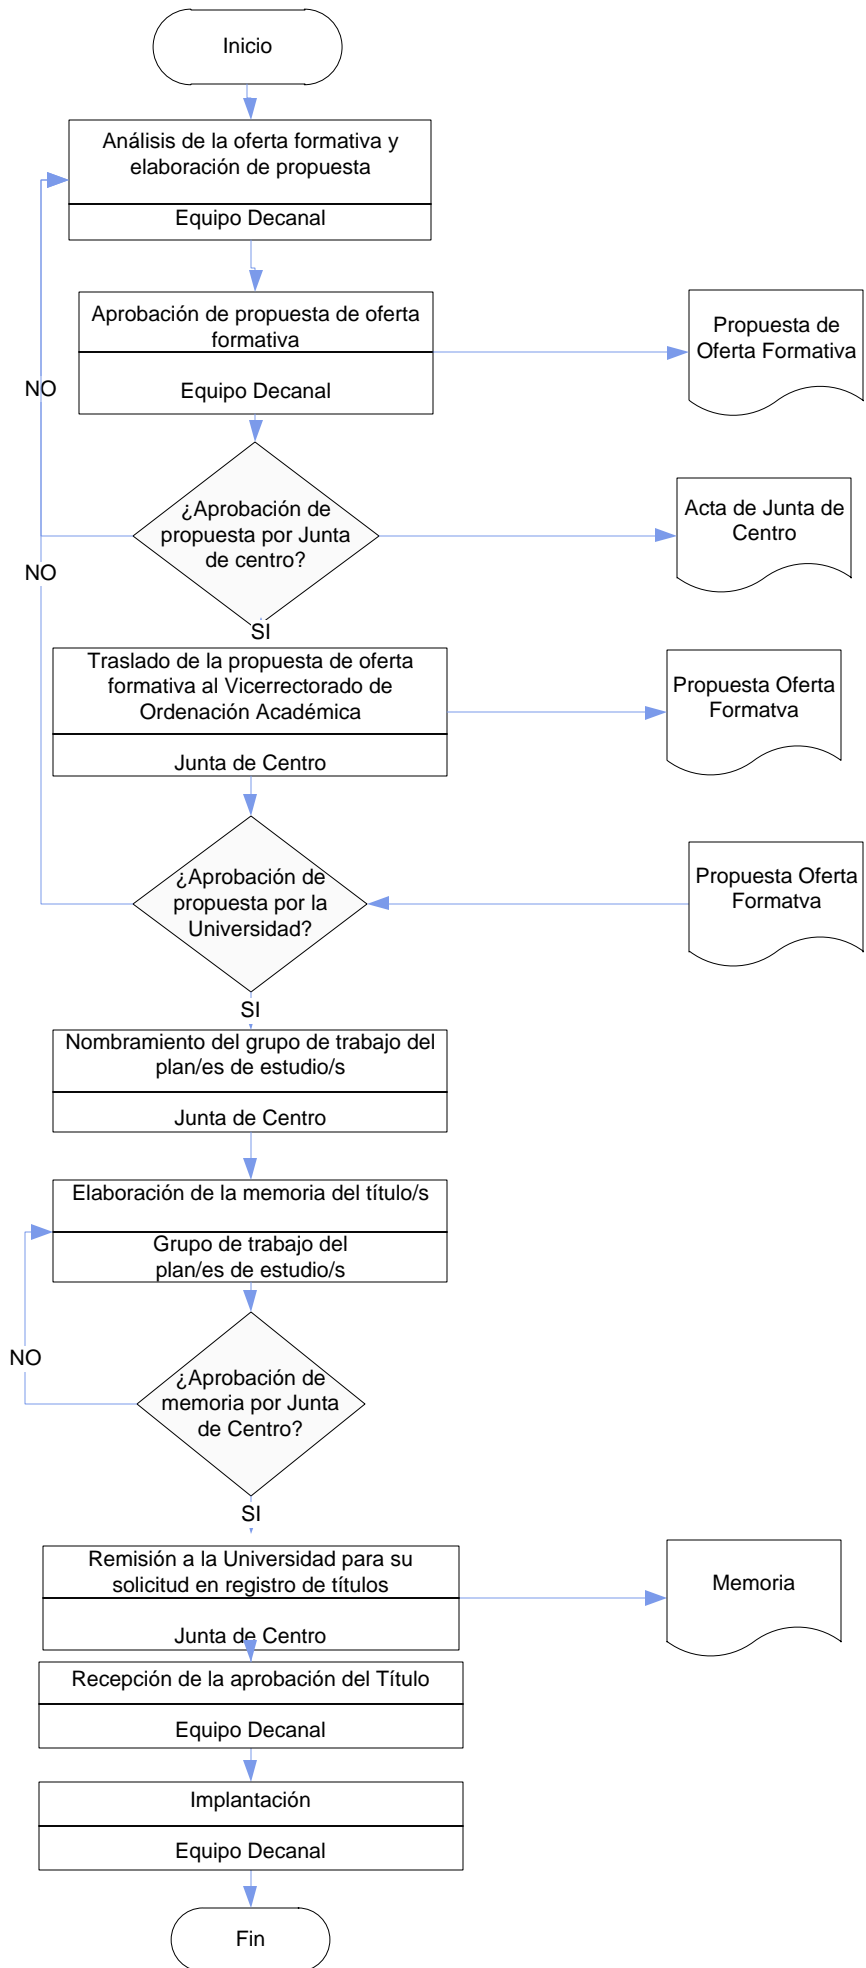 Inicio
Análisis de la oferta formativa y
elaboración de propuesta
Equipo Decanal
Aprobación de propuesta de oferta
formativa
Equipo Decanal
Propuesta de
Oferta Formativa
NO
¿Aprobación de
propuesta por Junta
de centro?
Acta de Junta de
Centro
NO
SI
Traslado de la propuesta de oferta
formativa al Vicerrectorado de
Ordenación Académica
Junta de Centro
Propuesta Oferta
Formatva
¿Aprobación de
propuesta por la
Universidad?
Propuesta Oferta
Formatva
SI
Nombramiento del grupo de trabajo del
plan/es de estudio/s
Junta de Centro
Elaboración de la memoria del título/s
Grupo de trabajo del
plan/es de estudio/s
NO
¿Aprobación de
memoria por Junta
de Centro?
SI
Remisión a la Universidad para su
solicitud en registro de títulos
Junta de Centro
Memoria
Recepción de la aprobación del Título
Equipo Decanal
Implantación
Equipo Decanal
Fin